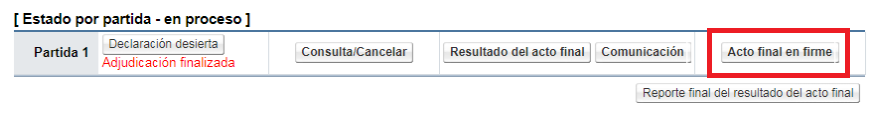 [ Estado por partida - en proceso ]
Partida 1 Declaración desierta Consulta/Cancelar Resultado del acto final Comunicación Acto final en firme
Adjudicación finalizada
Reporte final del resultado del acto final